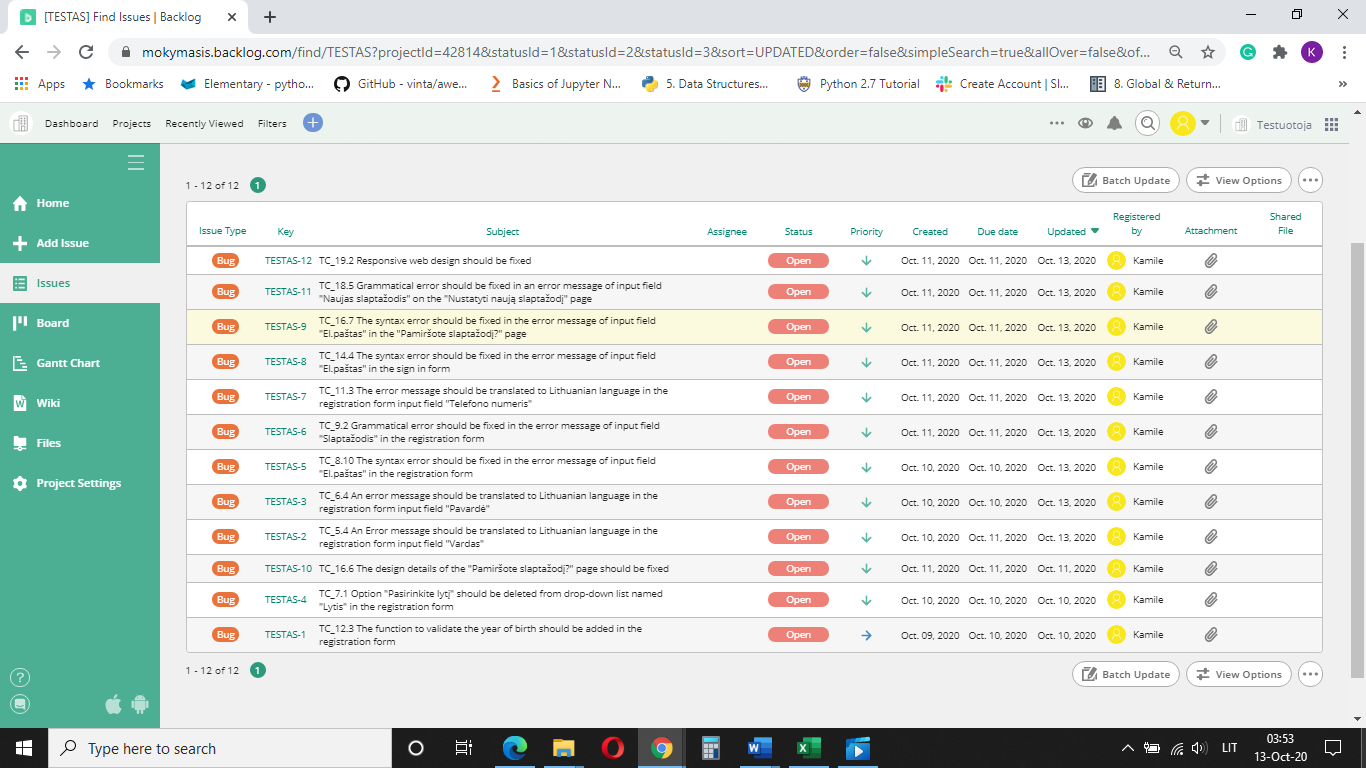 [TESTAS] Find Issues | Backlog
mokymasis.backlog.com/find/TESTAS?projectId=42814&statusId=1&statusId=2&statusId=3&sort=UPDATED&order=false&simpleSearch=true&allOver=false&of...
G K
Apps Bookmarks Elementary - pytho... GitHub - vinta/awe... Basics of Jupyter N... 5. Data Structures... Python 2.7 Tutorial Create Account | Sl... 8. Global & Return... »
Dashboard Projects Recently Viewed Filters Testuotoja
Home
Add Issue
Issues
Board
Gantt Chart
Wiki
Files
Project Settings
1 - 12 of 12 1 Batch Update View Options
Issue Type Key Subject Assignee Status Priority Created Due date Updated Registered by Attachment Shared File
Bug TESTAS-12 TC_19.2 Responsive web design should be fixed Open Oct. 11, 2020 Oct. 11, 2020 Oct. 13, 2020 Kamile
Bug TESTAS-11 TC_18.5 Grammatical error should be fixed in an error message of input field
"Naujas slaptažodis" on the "Nustatyti naują slaptažodį" page Open Oct. 11, 2020 Oct. 11, 2020 Oct. 13, 2020 Kamile
Bug TESTAS-9 TC_16.7 The syntax error should be fixed in the error message of input field
"El.paštas" in the "Pamiršote slaptažodį?" page Open Oct. 11, 2020 Oct. 11, 2020 Oct. 13, 2020 Kamile
Bug TESTAS-8 TC_14.4 The syntax error should be fixed in the error message of input field
"El.paštas" in the sign in form Open Oct. 11, 2020 Oct. 11, 2020 Oct. 13, 2020 Kamile
Bug TESTAS-7 TC_11.3 The error message should be translated to Lithuanian language in the
registration form input field "Telefono numeris" Open Oct. 11, 2020 Oct. 11, 2020 Oct. 13, 2020 Kamile
Bug TESTAS-6 TC_9.2 Grammatical error should be fixed in the error message of input field
"Slaptažodis" in the registration form Open Oct. 11, 2020 Oct. 11, 2020 Oct. 13, 2020 Kamile
Bug TESTAS-5 TC_8.10 The syntax error should be fixed in the error message of input field
"El.paštas" in the registration form Open Oct. 10, 2020 Oct. 10, 2020 Oct. 13, 2020 Kamile
Bug TESTAS-3 TC_6.4 An error message should be translated to Lithuanian language in the
registration form input field "Pavardė" Open Oct. 10, 2020 Oct. 10, 2020 Oct. 13, 2020 Kamile
Bug TESTAS-2 TC_5.4 An Error message should be translated to Lithuanian language in the
registration form input field "Vardas" Open Oct. 10, 2020 Oct. 11, 2020 Oct. 13, 2020 Kamile
Bug TESTAS-10 TC_16.6 The design details of the "Pamiršote slaptažodį?" page should be fixed Open Oct. 11, 2020 Oct. 11, 2020 Oct. 11, 2020 Kamile
Bug TESTAS-4 TC_7.1 Option "Pasirinkite lytį" should be deleted from drop-down list named
"Lytis" in the registration form Open Oct. 10, 2020 Oct. 10, 2020 Oct. 10, 2020 Kamile
Bug TESTAS-1 TC_12.3 The function to validate the year of birth should be added in the
registration form Open Oct. 09, 2020 Oct. 10, 2020 Oct. 10, 2020 Kamile
1 - 12 of 12 1 Batch Update View Options
Type here to search LIT 03:53
13-Oct-20